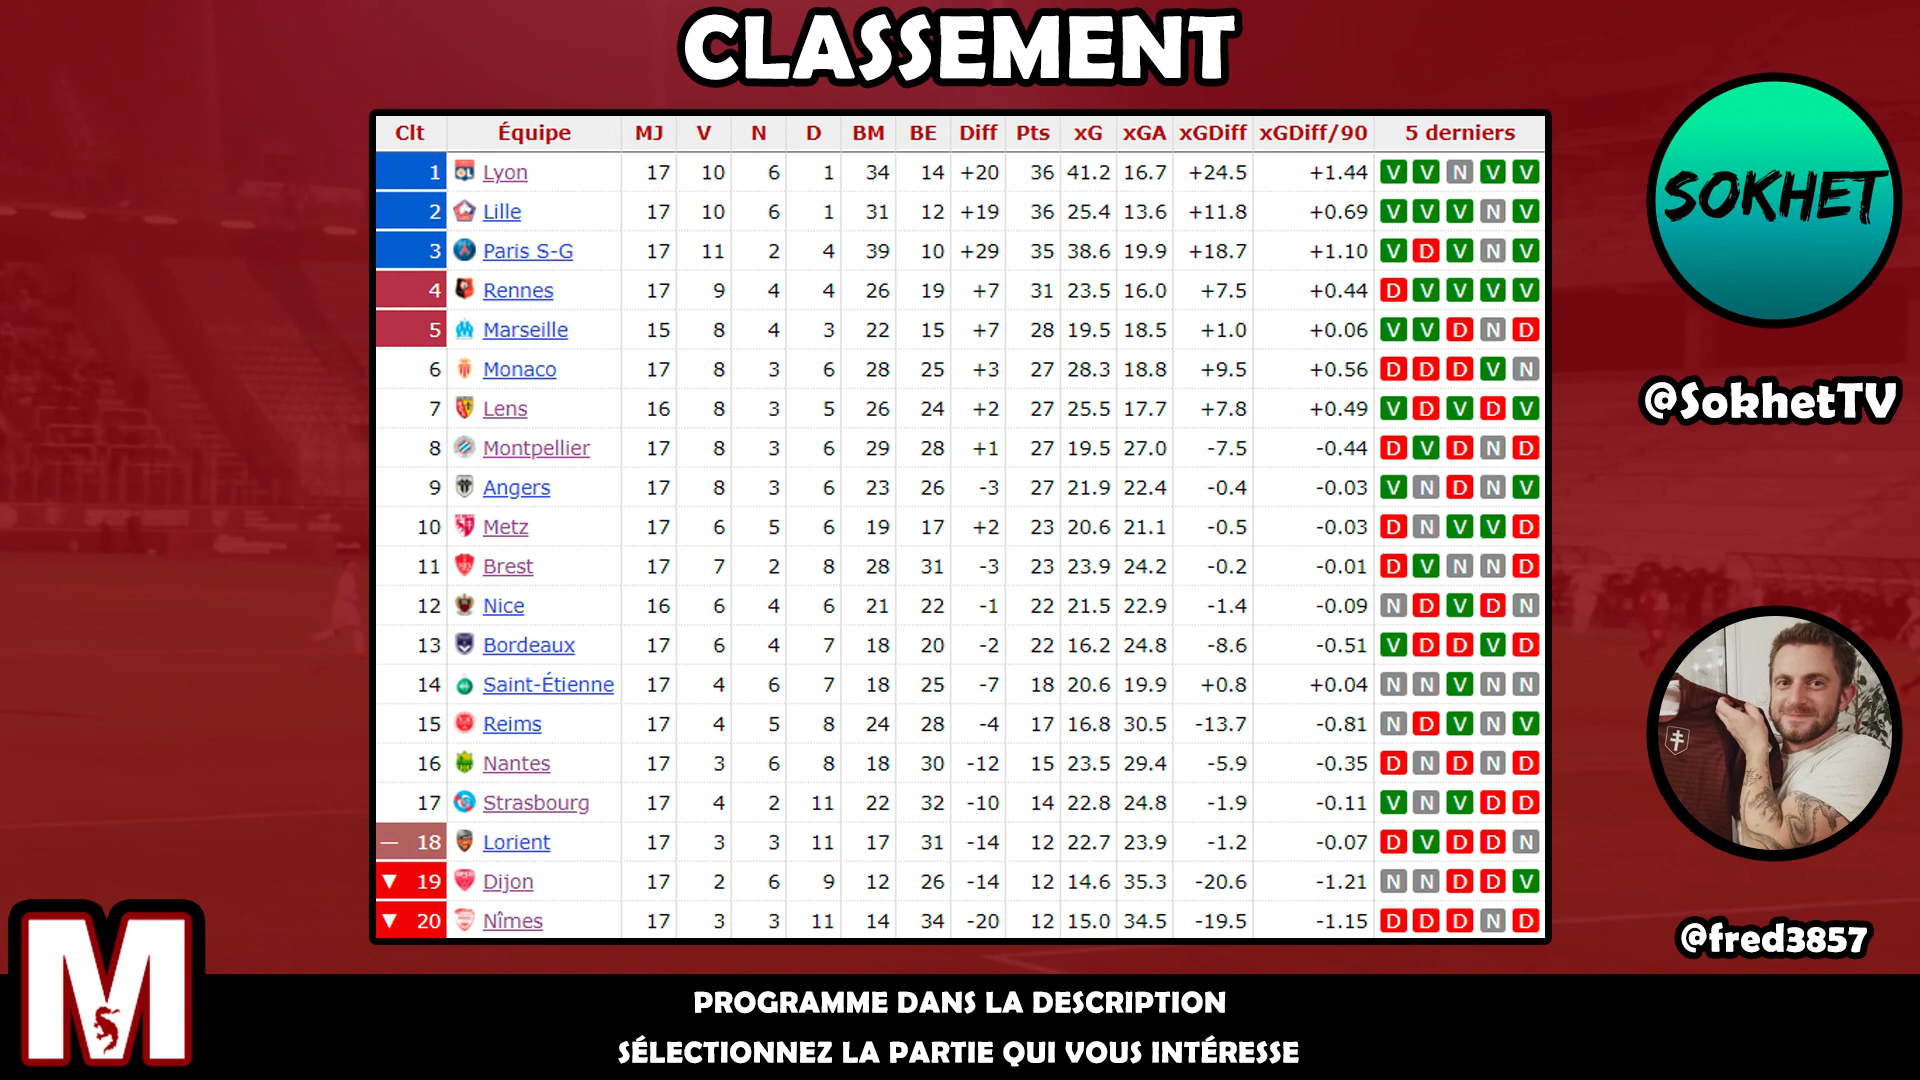 CLASSEMENT
Clt Équipe MJ V N D BM BE Diff Pts xG xGA xGDiff xGDiff/90 5 derniers
1 Lyon 17 10 6 1 34 14 +20 36 41.2 16.7 +24.5 +1.44 V V N V V
2 Lille 17 10 6 1 31 12 +19 36 25.4 13.6 +11.8 +0.69 V V V N V
3 Paris S-G 17 11 2 4 39 10 +29 35 38.6 19.9 +18.7 +1.10 V D V N V
4 Rennes 17 9 4 4 26 19 +7 31 23.5 16.0 +7.5 +0.44 D V V V V
5 Marseille 15 8 4 3 22 15 +7 28 19.5 18.5 +1.0 +0.06 V V D N D
6 Monaco 17 8 3 6 28 25 +3 27 28.3 18.8 +9.5 +0.56 D D D V N
7 Lens 16 8 3 5 26 24 +2 27 25.5 17.7 +7.8 +0.49 V D V D V
8 Montpellier 17 8 3 6 29 28 +1 27 19.5 27.0 -7.5 -0.44 D V D N D
9 Angers 17 8 3 6 23 26 -3 27 21.9 22.4 -0.4 -0.03 V N D N V
10 Metz 17 6 5 6 19 17 +2 23 20.6 21.1 -0.5 -0.03 D N V V D
11 Brest 17 7 2 8 28 31 -3 23 23.9 24.2 -0.2 -0.01 D V N N D
12 Nice 16 6 4 6 21 22 -1 22 21.5 22.9 -1.4 -0.09 N D V D N
13 Bordeaux 17 6 4 7 18 20 -2 22 16.2 24.8 -8.6 -0.51 V D D V D
14 Saint-Étienne 17 4 6 7 18 25 -7 18 20.6 19.9 +0.8 +0.04 N N V N N
15 Reims 17 4 5 8 24 28 -4 17 16.8 30.5 -13.7 -0.81 N D V N V
16 Nantes 17 3 6 8 18 30 -12 15 23.5 29.4 -5.9 -0.35 D N D N D
17 Strasbourg 17 4 2 11 22 32 -10 14 22.8 24.8 -1.9 -0.11 V N V D D
— 18 Lorient 17 3 3 11 17 31 -14 12 22.7 23.9 -1.2 -0.07 D V D D N
▼ 19 Dijon 17 2 6 9 12 26 -14 12 14.6 35.3 -20.6 -1.21 N N D D V
▼ 20 Nîmes 17 3 3 11 14 34 -20 12 15.0 34.5 -19.5 -1.15 D D D N D
SOKHET
@SokhetTV
@fred3857
M
PROGRAMME DANS LA DESCRIPTION
SÉLECTIONNEZ LA PARTIE QUI VOUS INTÉRESSE